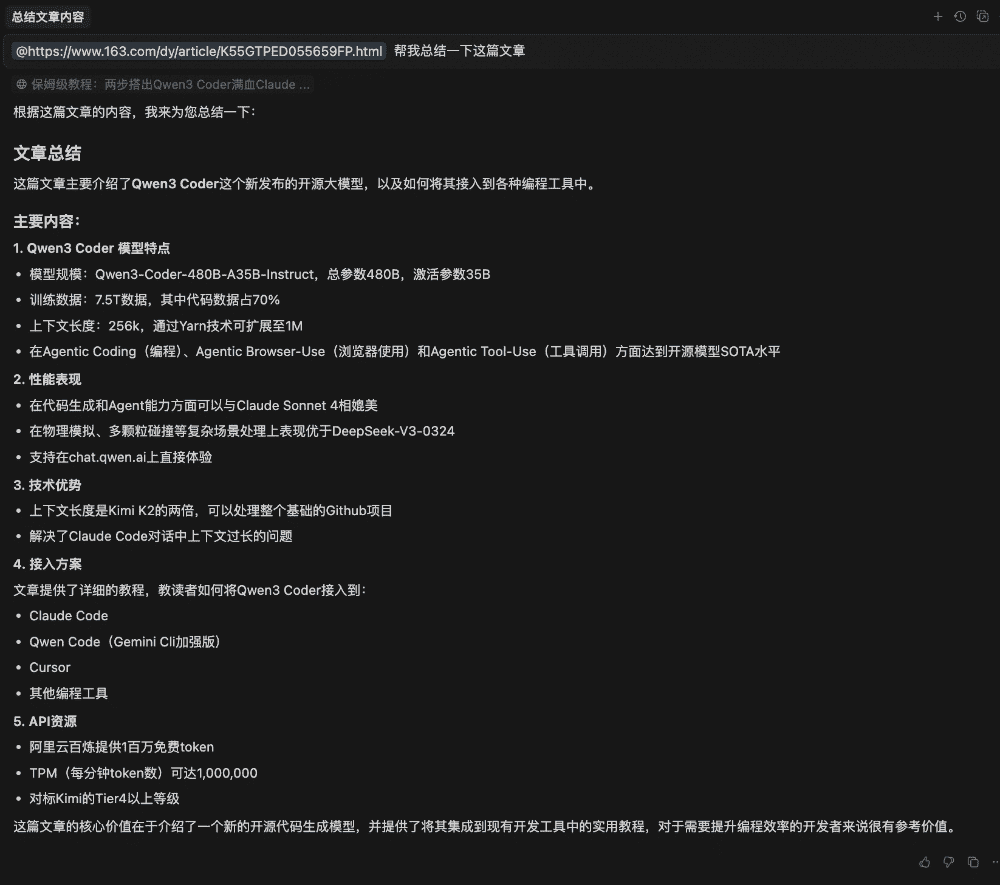 总结文章内容
@https://www.163.com/dy/article/K55GTPED055659FP.html 帮我总结一下这篇文章
保姆级教程：两步搭出Qwen3 Coder满血Claude ...
根据这篇文章的内容，我来为您总结一下：
文章总结
这篇文章主要介绍了Qwen3 Coder这个新发布的开源大模型，以及如何将其接入到各种编程工具中。
主要内容：
1. Qwen3 Coder 模型特点
• 模型规模：Qwen3-Coder-480B-A35B-Instruct，总参数480B，激活参数35B
• 训练数据：7.5T数据，其中代码数据占70%
• 上下文长度：256k，通过Yarn技术可扩展至1M
• 在Agentic Coding（编程）、Agentic Browser-Use（浏览器使用）和Agentic Tool-Use（工具调用）方面达到开源模型SOTA水平
2. 性能表现
• 在代码生成和Agent能力方面可以与Claude Sonnet 4相媲美
• 在物理模拟、多颗粒碰撞等复杂场景处理上表现优于DeepSeek-V3-0324
• 支持在chat.qwen.ai上直接体验
3. 技术优势
• 上下文长度是Kimi K2的两倍，可以处理整个基础的Github项目
• 解决了Claude Code对话中上下文过长的问题
4. 接入方案
文章提供了详细的教程，教读者如何将Qwen3 Coder接入到：
• Claude Code
• Qwen Code（Gemini Cli加强版）
• Cursor
• 其他编程工具
5. API资源
• 阿里云百炼提供1百万免费token
• TPM（每分钟token数）可达1,000,000
• 对标Kimi的Tier4以上等级
这篇文章的核心价值在于介绍了一个新的开源代码生成模型，并提供了将其集成到现有开发工具中的实用教程，对于需要提升编程效率的开发者来说很有参考价值。